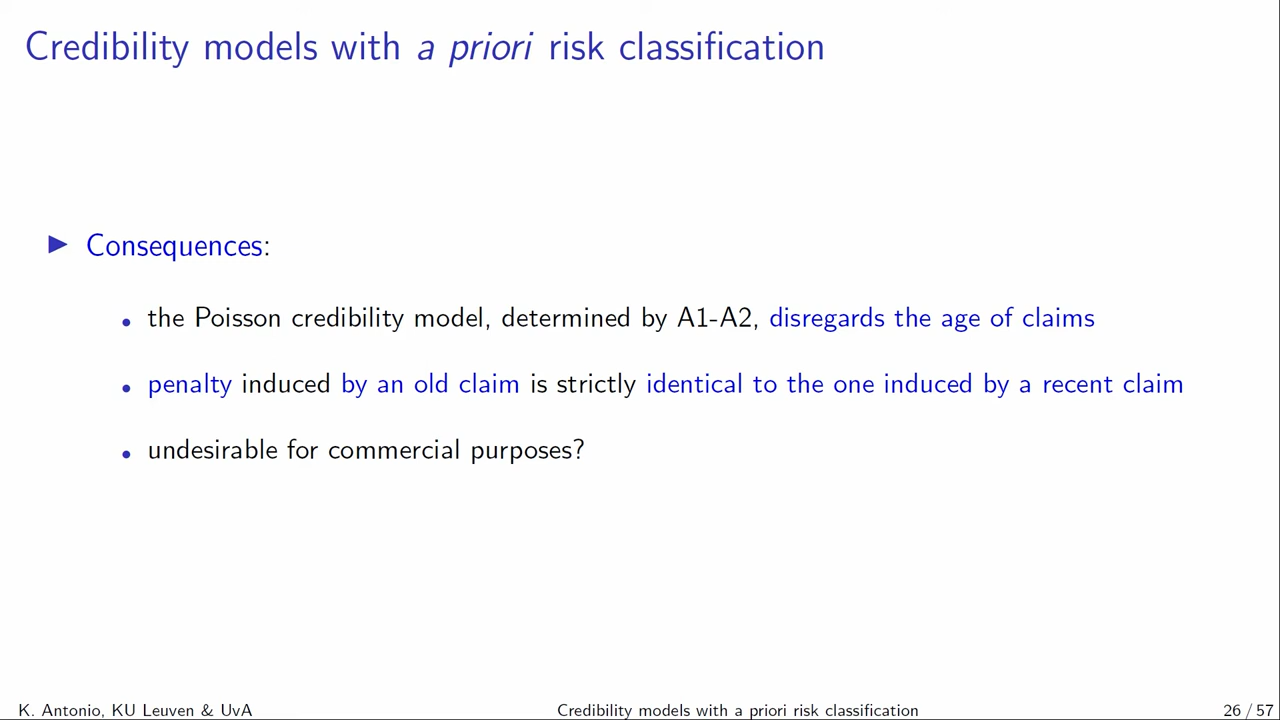 Credibility models with a priori risk classification
▶ Consequences:
• the Poisson credibility model, determined by A1-A2, disregards the age of claims
• penalty induced by an old claim is strictly identical to the one induced by a recent claim
• undesirable for commercial purposes?
K. Antonio, KU Leuven & UvA Credibility models with a priori risk classification 26 / 57